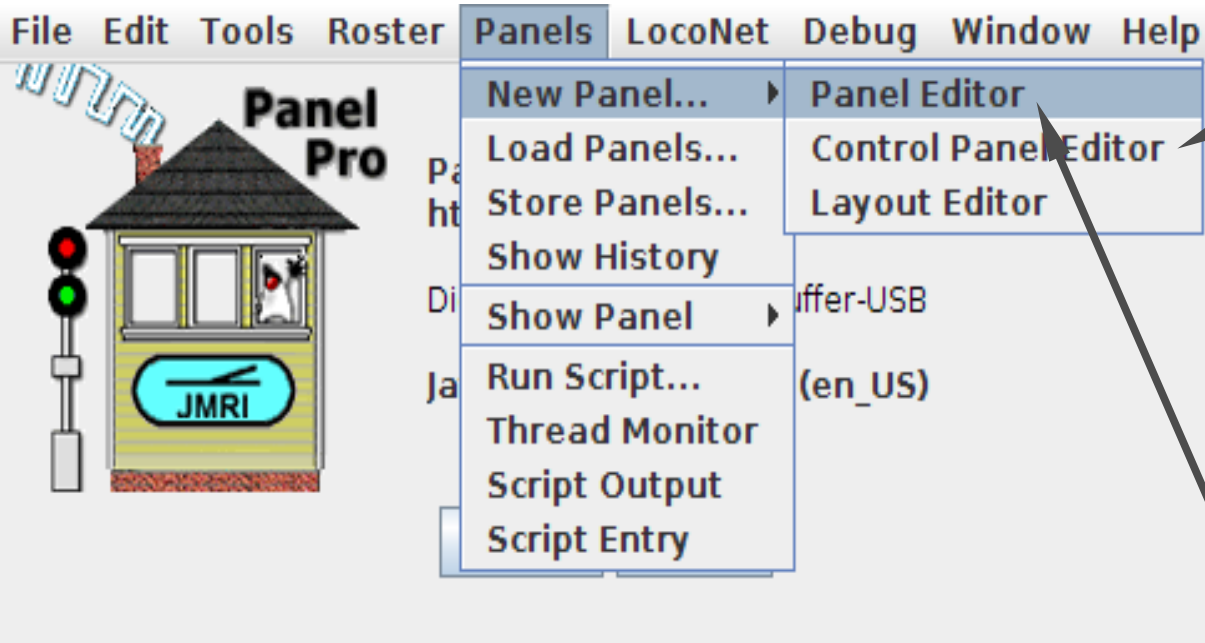 File Edit Tools Roster Panels LocoNet Debug Window Help
Panel
Pro
New Panel... Panel Editor
Load Panels... Control Panel Editor
Store Panels... Layout Editor
Show History
Show Panel
uffer-USB
Run Script...
(en_US)
Thread Monitor
Script Output
Script Entry
JMRI